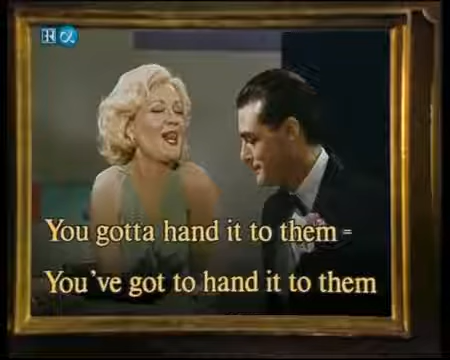 You gotta hand it to them =
You've got to hand it to them